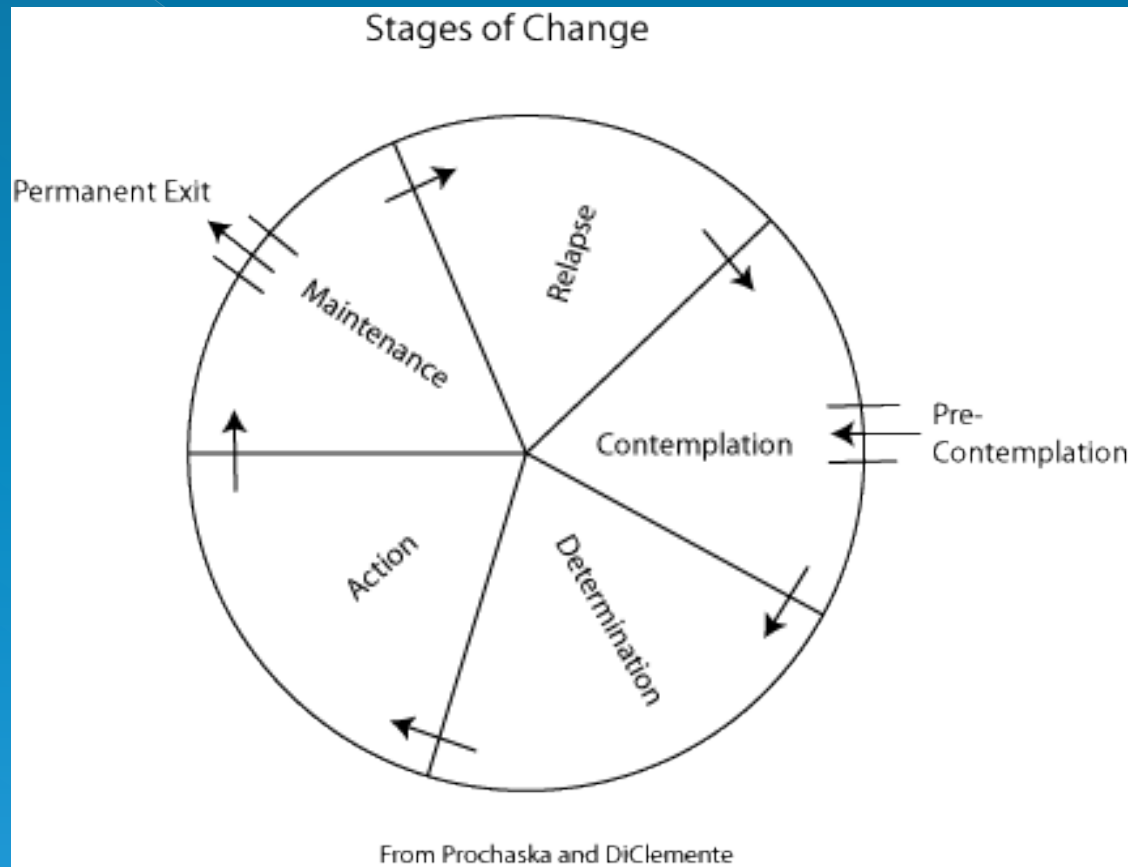 Stages of Change
Permanent Exit
Relapse
Maintenance
Contemplation
Pre-
Contemplation
Action
Determination
From Prochaska and DiClemente